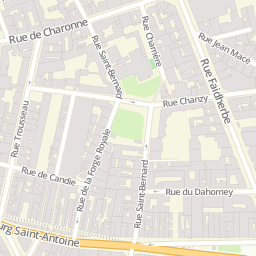 Rue de Charonne
Rue Saint-Bernard
Rue Charrière
Rue Jean Macé
Rue Faidherbe
Rue Chanzy
Rue Trousseau
Rue de la Forge Royale
Rue de Candie
Rue Saint-Bernard
Rue du Dahomey
rg Saint-Antoine